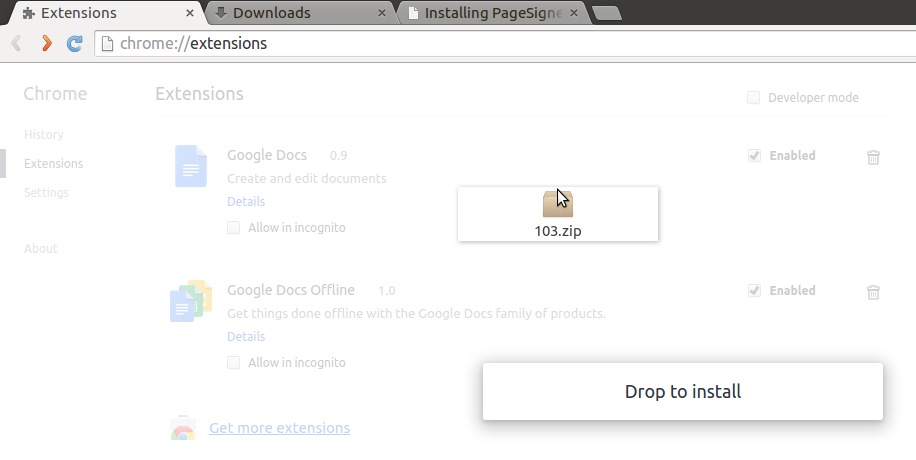 Extensions
Downloads
Installing PageSigne
chrome://extensions
Chrome
Extensions
Developer mode
History
Extensions
Settings
About
Google Docs 0.9
Enabled
Create and edit documents
Details
Allow in incognito
103.zip
Google Docs Offline 1.0
Enabled
Get things done offline with the Google Docs family of products.
Details
Allow in incognito
Drop to install
Get more extensions